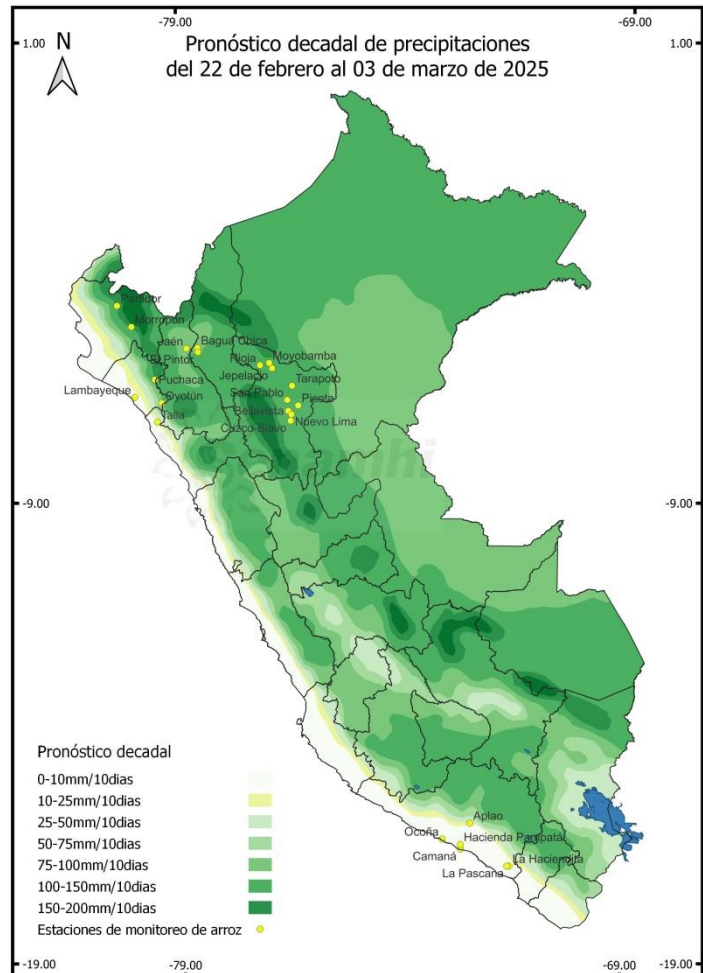 -79.00
-69.00
1.00
1.00
N
Pronóstico decadal de precipitaciones
del 22 de febrero al 03 de marzo de 2025
Partidor
Morropón
Jaén
Bagua Chica
El Pintor
Rioja
Moyobamba
Jepelacio
Tarapoto
Puchaca
Lambayeque
Oyotún
San Pablo
Bellavista
Talla
Nuevo Lima
Cuzco-Biavo
-9.00
-9.00
Pronóstico decadal
0-10mm/10dias
10-25mm/10dias
25-50mm/10dias
50-75mm/10dias
75-100mm/10dias
100-150mm/10dias
150-200mm/10dias
Estaciones de monitoreo de arroz
Aplao
Ocoña
Hacienda
Camaná
La Haciendita
La Pascana
-19.00
-19.00
-79.00
-69.00